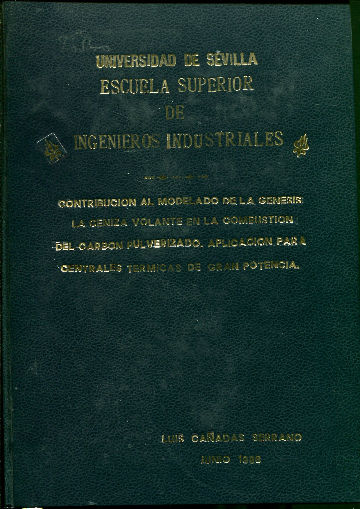 UNIVERSIDAD DE SEVILLA
ESCUELA SUPERIOR
DE
INGENIEROS INDUSTRIALES
CONTRIBUCION AL MODELADO DE LA GENESIS
LA CENIZA VOLANTE EN LA COMBUSTION
DEL CARBON PULVERIZADO. APLICACION PARA
CENTRALES TERMICAS DE GRAN POTENCIA.
LUIS CAÑADAS SERRANO
JUNIO